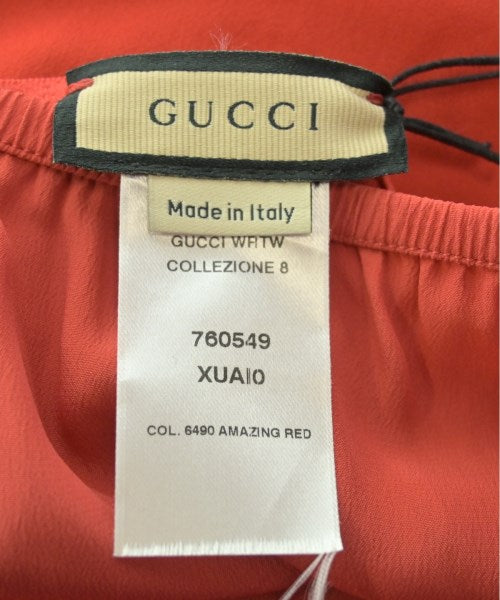 GUCCI
Made in Italy
GUCCI WRTW
COLLEZIONE 8
760549
XUAI0
COL. 6490 AMAZING RED